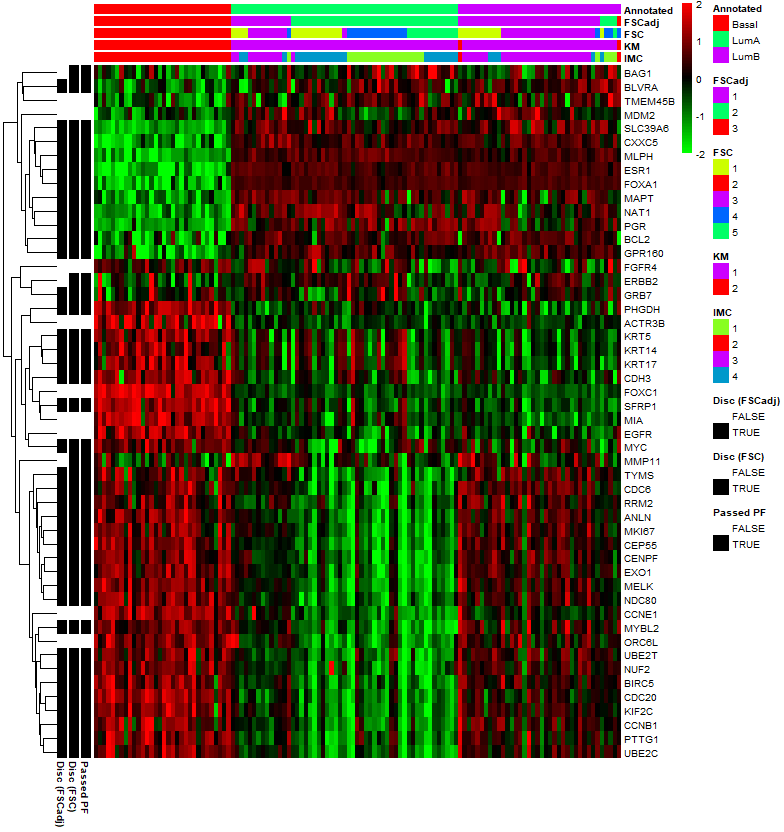 Annotated
FSCadj
FSC
KM
IMC
BAG1
BLVRA
TMEM45B
MDM2
SLC39A6
CXXC5
MLPH
ESR1
FOXA1
MAPT
NAT1
PGR
BCL2
GPR160
FGFR4
ERBB2
GRB7
PHGDH
ACTR3B
KRT5
KRT14
KRT17
CDH3
FOXC1
SFRP1
MIA
EGFR
MYC
MMP11
TYMS
CDC6
RRM2
ANLN
MKI67
CEP55
CENPF
EXO1
MELK
NDC80
CCNE1
MYBL2
ORC6L
UBE2T
NUF2
BIRC5
CDC20
KIF2C
CCNB1
PTTG1
UBE2C
Disc (FSCadj)
Disc (FSC)
Passed PF
2
1
0
-1
-2
Annotated
Basal
LumA
LumB
FSCadj
1
2
3
FSC
1
2
3
4
5
KM
1
2
IMC
1
2
3
4
Disc (FSCadj)
FALSE
TRUE
Disc (FSC)
FALSE
TRUE
Passed PF
FALSE
TRUE